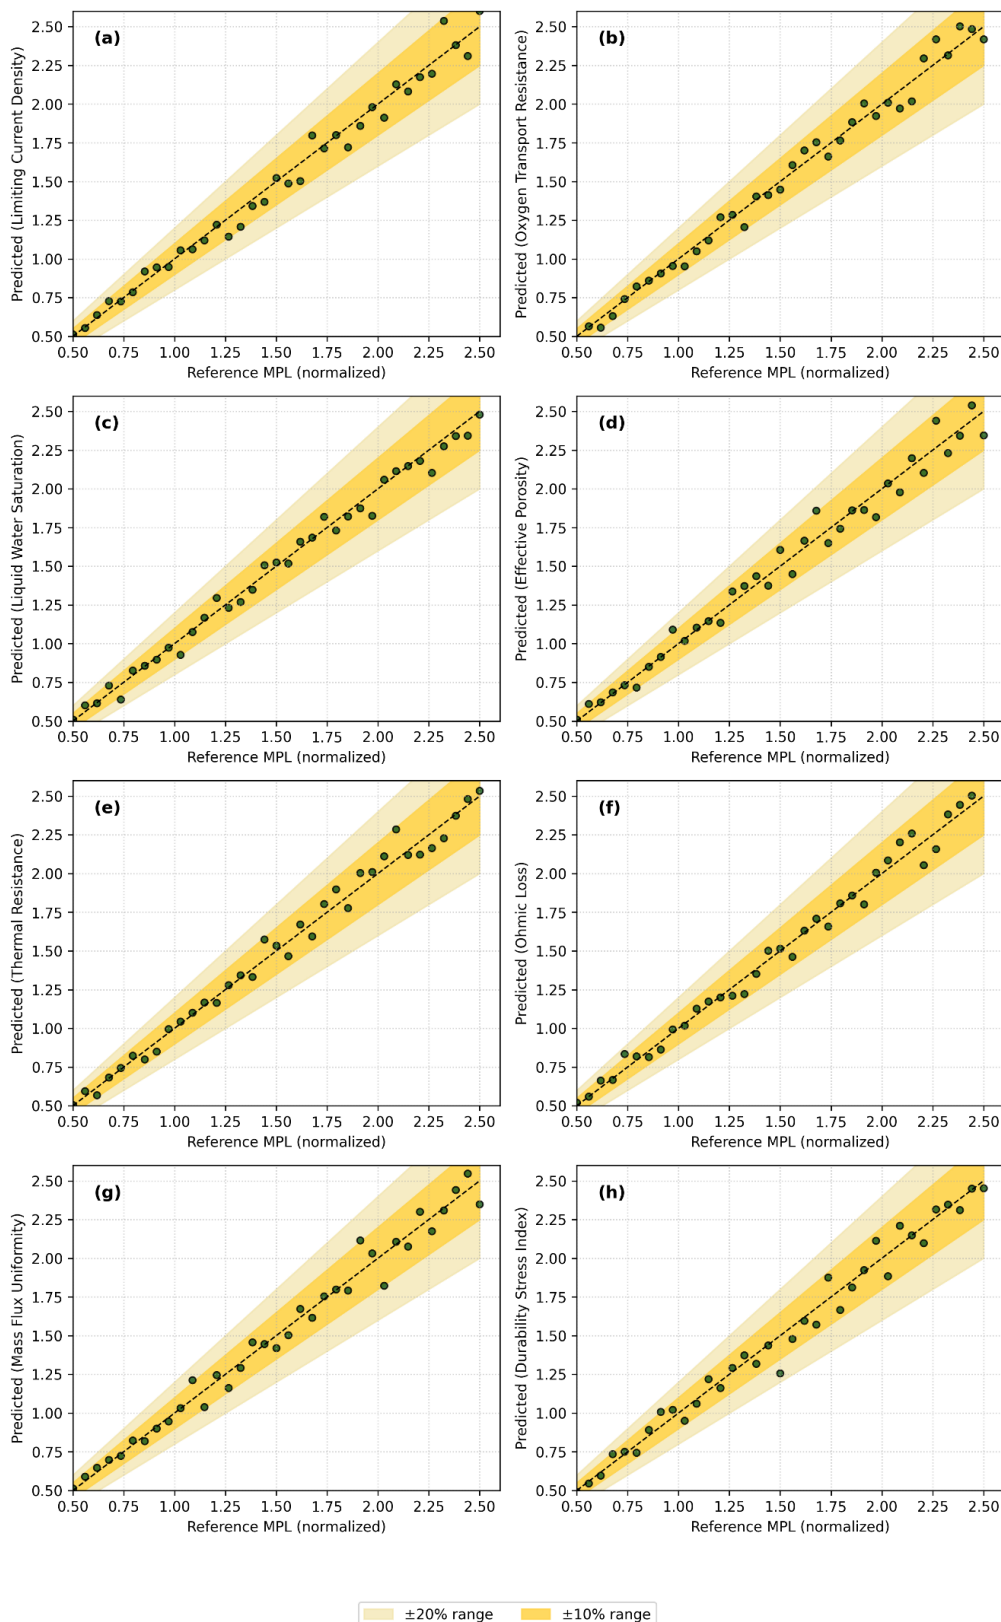 (a)
Predicted (Limiting Current Density)
2.50
2.25
2.00
1.75
1.50
1.25
1.00
0.75
0.50
0.50 0.75 1.00 1.25 1.50 1.75 2.00 2.25 2.50
Reference MPL (normalized)
(b)
Predicted (Oxygen Transport Resistance)
2.50
2.25
2.00
1.75
1.50
1.25
1.00
0.75
0.50
0.50 0.75 1.00 1.25 1.50 1.75 2.00 2.25 2.50
Reference MPL (normalized)
(c)
Predicted (Liquid Water Saturation)
2.50
2.25
2.00
1.75
1.50
1.25
1.00
0.75
0.50
0.50 0.75 1.00 1.25 1.50 1.75 2.00 2.25 2.50
Reference MPL (normalized)
(d)
Predicted (Effective Porosity)
2.50
2.25
2.00
1.75
1.50
1.25
1.00
0.75
0.50
0.50 0.75 1.00 1.25 1.50 1.75 2.00 2.25 2.50
Reference MPL (normalized)
(e)
Predicted (Thermal Resistance)
2.50
2.25
2.00
1.75
1.50
1.25
1.00
0.75
0.50
0.50 0.75 1.00 1.25 1.50 1.75 2.00 2.25 2.50
Reference MPL (normalized)
(f)
Predicted (Ohmic Loss)
2.50
2.25
2.00
1.75
1.50
1.25
1.00
0.75
0.50
0.50 0.75 1.00 1.25 1.50 1.75 2.00 2.25 2.50
Reference MPL (normalized)
(g)
Predicted (Mass Flux Uniformity)
2.50
2.25
2.00
1.75
1.50
1.25
1.00
0.75
0.50
0.50 0.75 1.00 1.25 1.50 1.75 2.00 2.25 2.50
Reference MPL (normalized)
(h)
Predicted (Durability Stress Index)
2.50
2.25
2.00
1.75
1.50
1.25
1.00
0.75
0.50
0.50 0.75 1.00 1.25 1.50 1.75 2.00 2.25 2.50
Reference MPL (normalized)
±20% range ±10% range